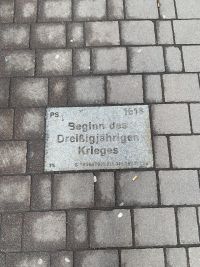 PS. 1618
Beginn des
Dreißigjährigen
Krieges